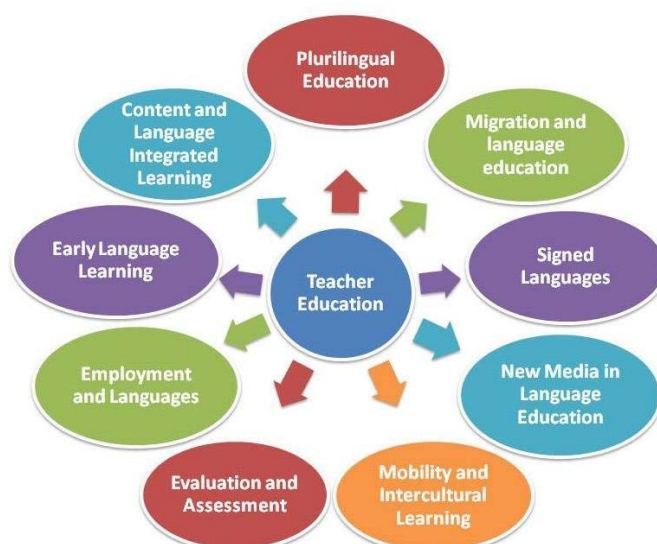 Plurilingual
Education
Migration and
language
education
Signed
Languages
New Media in
Language
Education
Mobility and
Intercultural
Learning
Evaluation and
Assessment
Employment
and Languages
Early Language
Learning
Content and
Language
Integrated
Learning
Teacher
Education